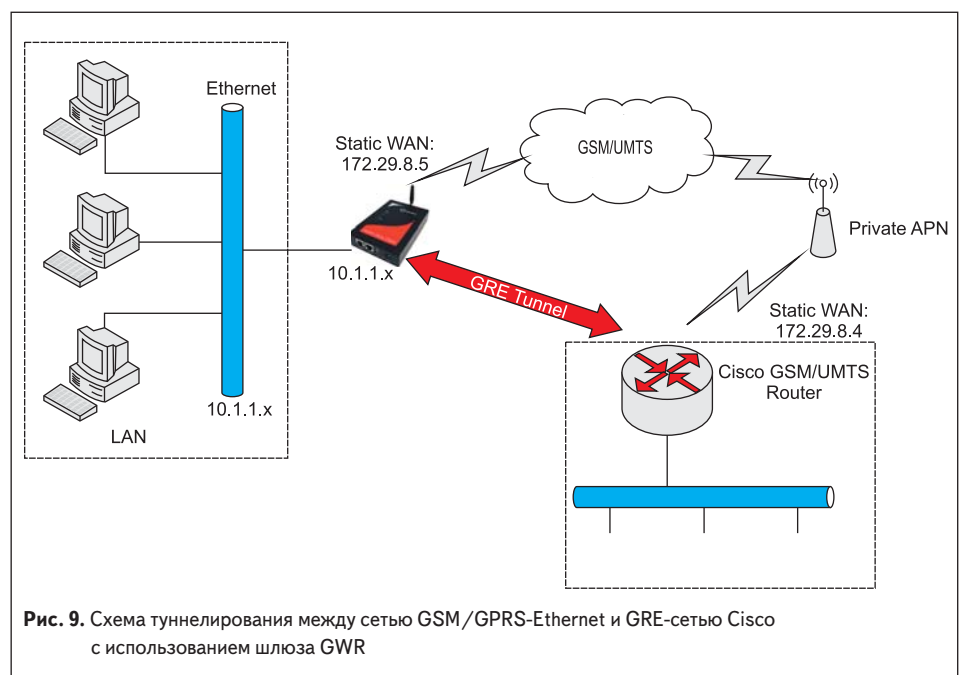 Ethernet
Static WAN:
172.29.8.5
GSM/UMTS
Private APN
10.1.1.x
GRE Tunnel
Static WAN:
172.29.8.4
Cisco GSM/UMTS
Router
10.1.1.x
LAN
Рис. 9. Схема туннелирования между сетью GSM/GPRS-Ethernet и GRE-сетью Cisco
с использованием шлюза GWR